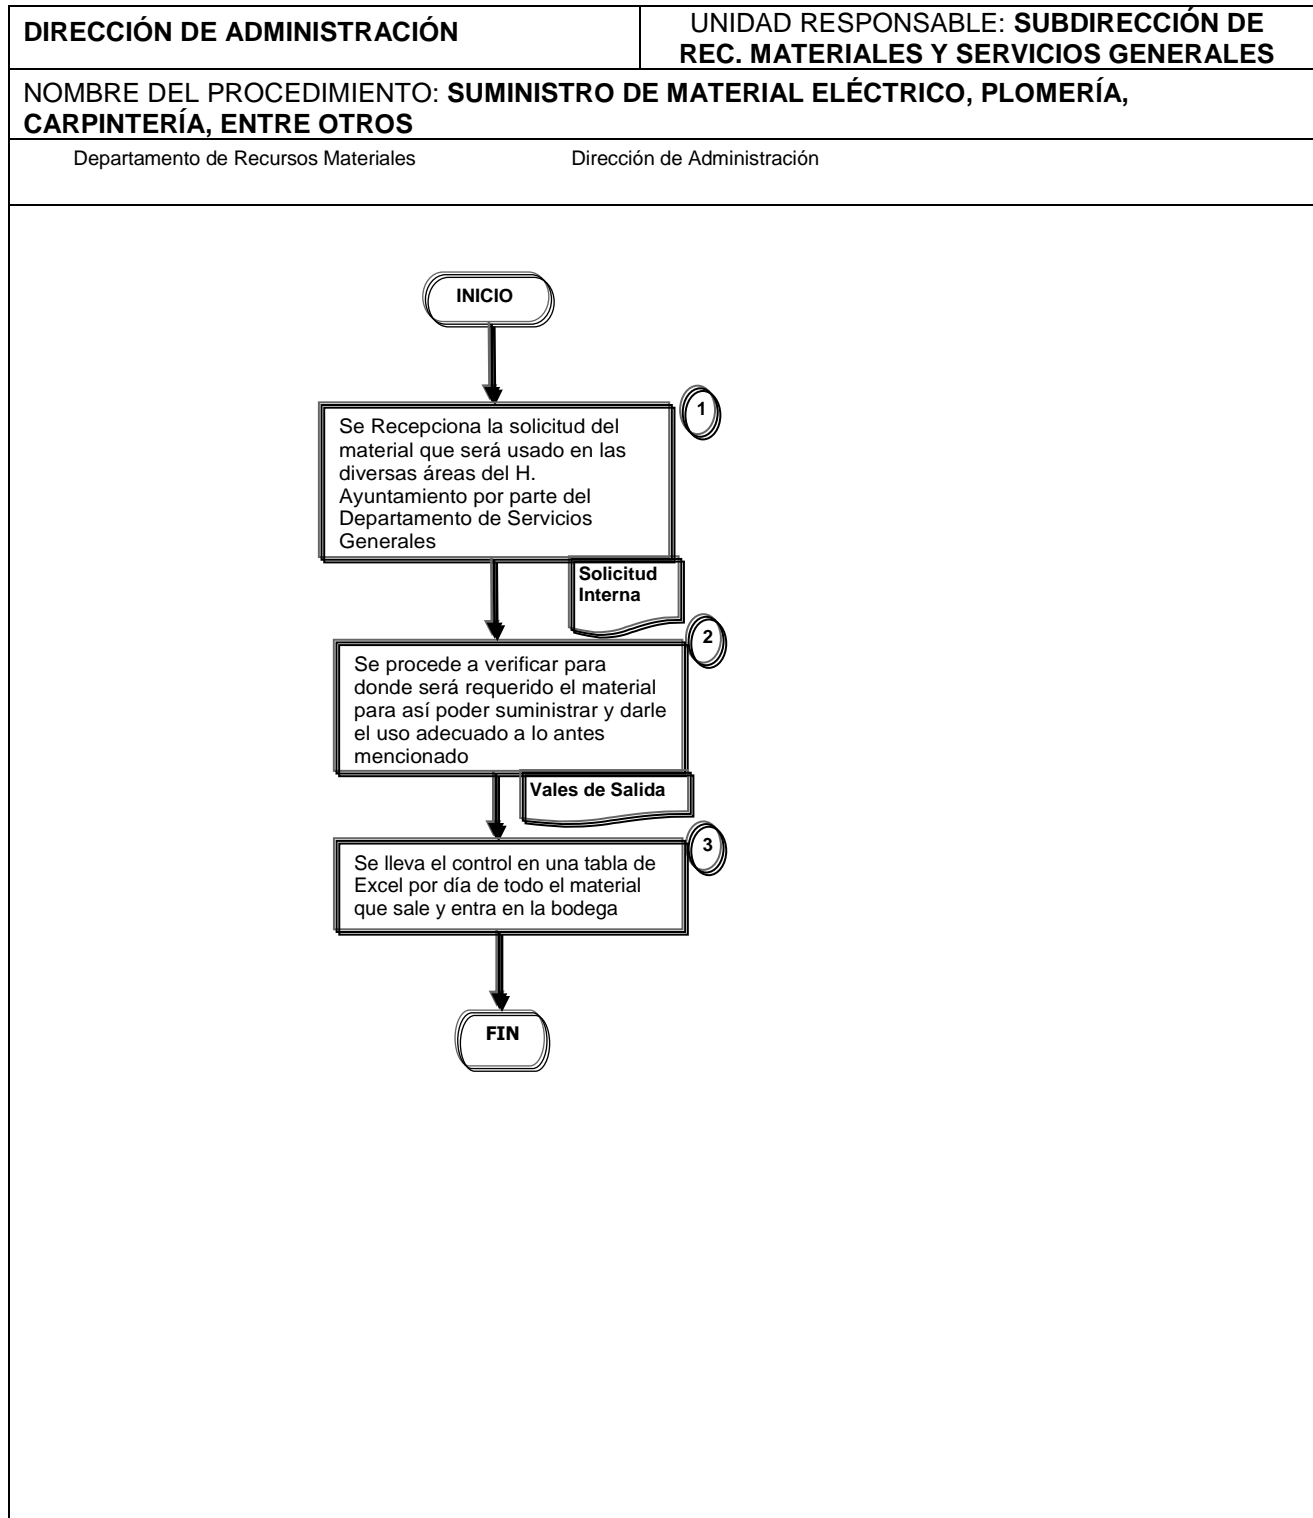 DIRECCIÓN DE ADMINISTRACIÓN
UNIDAD RESPONSABLE: SUBDIRECCIÓN DE
REC. MATERIALES Y SERVICIOS GENERALES
NOMBRE DEL PROCEDIMIENTO: SUMINISTRO DE MATERIAL ELÉCTRICO, PLOMERÍA,
CARPINTERÍA, ENTRE OTROS
Departamento de Recursos Materiales
Dirección de Administración
INICIO
1
Se Recepciona la solicitud del
material que será usado en las
diversas áreas del H.
Ayuntamiento por parte del
Departamento de Servicios
Generales
Solicitud
Interna
2
Se procede a verificar para
donde será requerido el material
para así poder suministrar y darle
el uso adecuado a lo antes
mencionado
Vales de Salida
3
Se lleva el control en una tabla de
Excel por día de todo el material
que sale y entra en la bodega
FIN